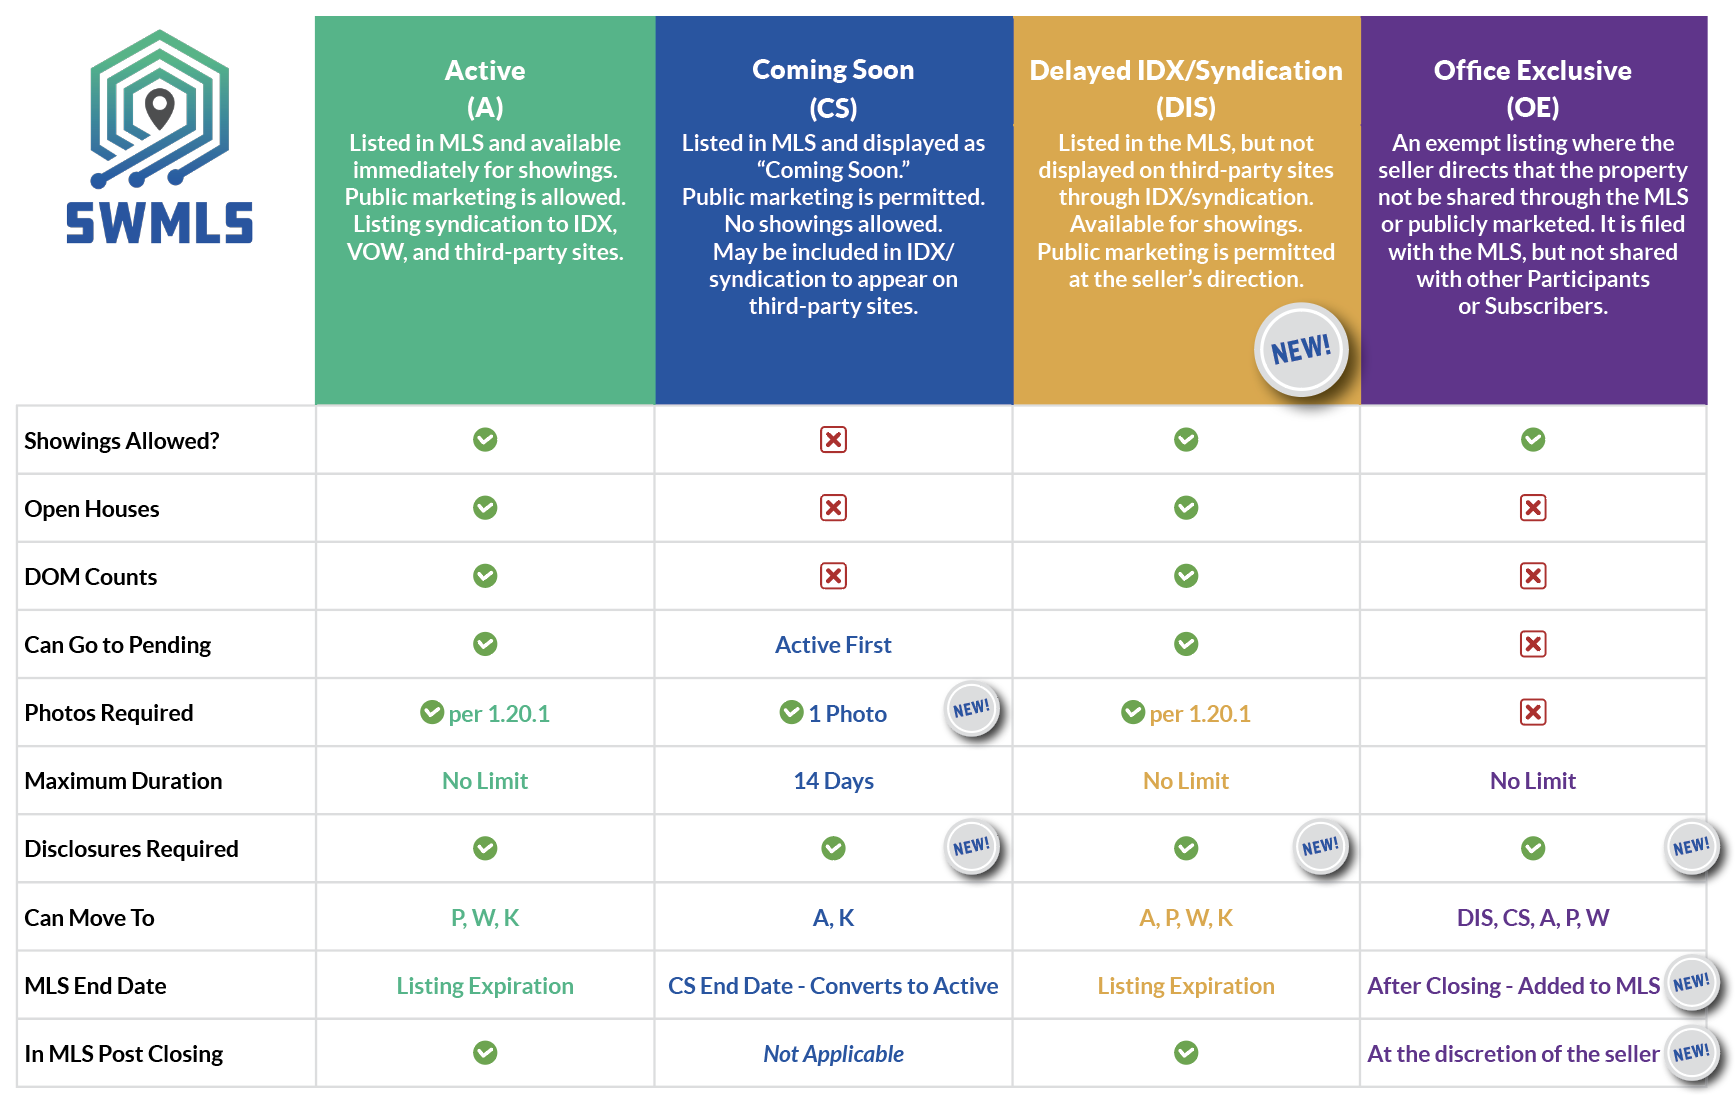 SWMLS
Active
(A)
Listed in MLS and available
immediately for showings.
Public marketing is allowed.
Listing syndication to IDX,
VOW, and third-party sites.
Coming Soon
(CS)
Listed in MLS and displayed as
“Coming Soon.”
Public marketing is permitted.
No showings allowed.
May be included in IDX/
syndication to appear on
third-party sites.
Delayed IDX/Syndication
(DIS)
Listed in the MLS, but not
displayed on third-party sites
through IDX/syndication.
Available for showings.
Public marketing is permitted
at the seller’s direction.
NEW!
Office Exclusive
(OE)
An exempt listing where the
seller directs that the property
not be shared through the MLS
or publicly marketed. It is filed
with the MLS, but not shared
with other Participants
or Subscribers.
Showings Allowed?
Open Houses
DOM Counts
Can Go to Pending
Active First
Photos Required
per 1.20.1
1 Photo
NEW!
per 1.20.1
Maximum Duration
No Limit
14 Days
No Limit
No Limit
Disclosures Required
NEW!
NEW!
NEW!
Can Move To
P, W, K
A, K
A, P, W, K
DIS, CS, A, P, W
MLS End Date
Listing Expiration
CS End Date - Converts to Active
Listing Expiration
After Closing - Added to MLS
NEW!
In MLS Post Closing
Not Applicable
At the discretion of the seller
NEW!